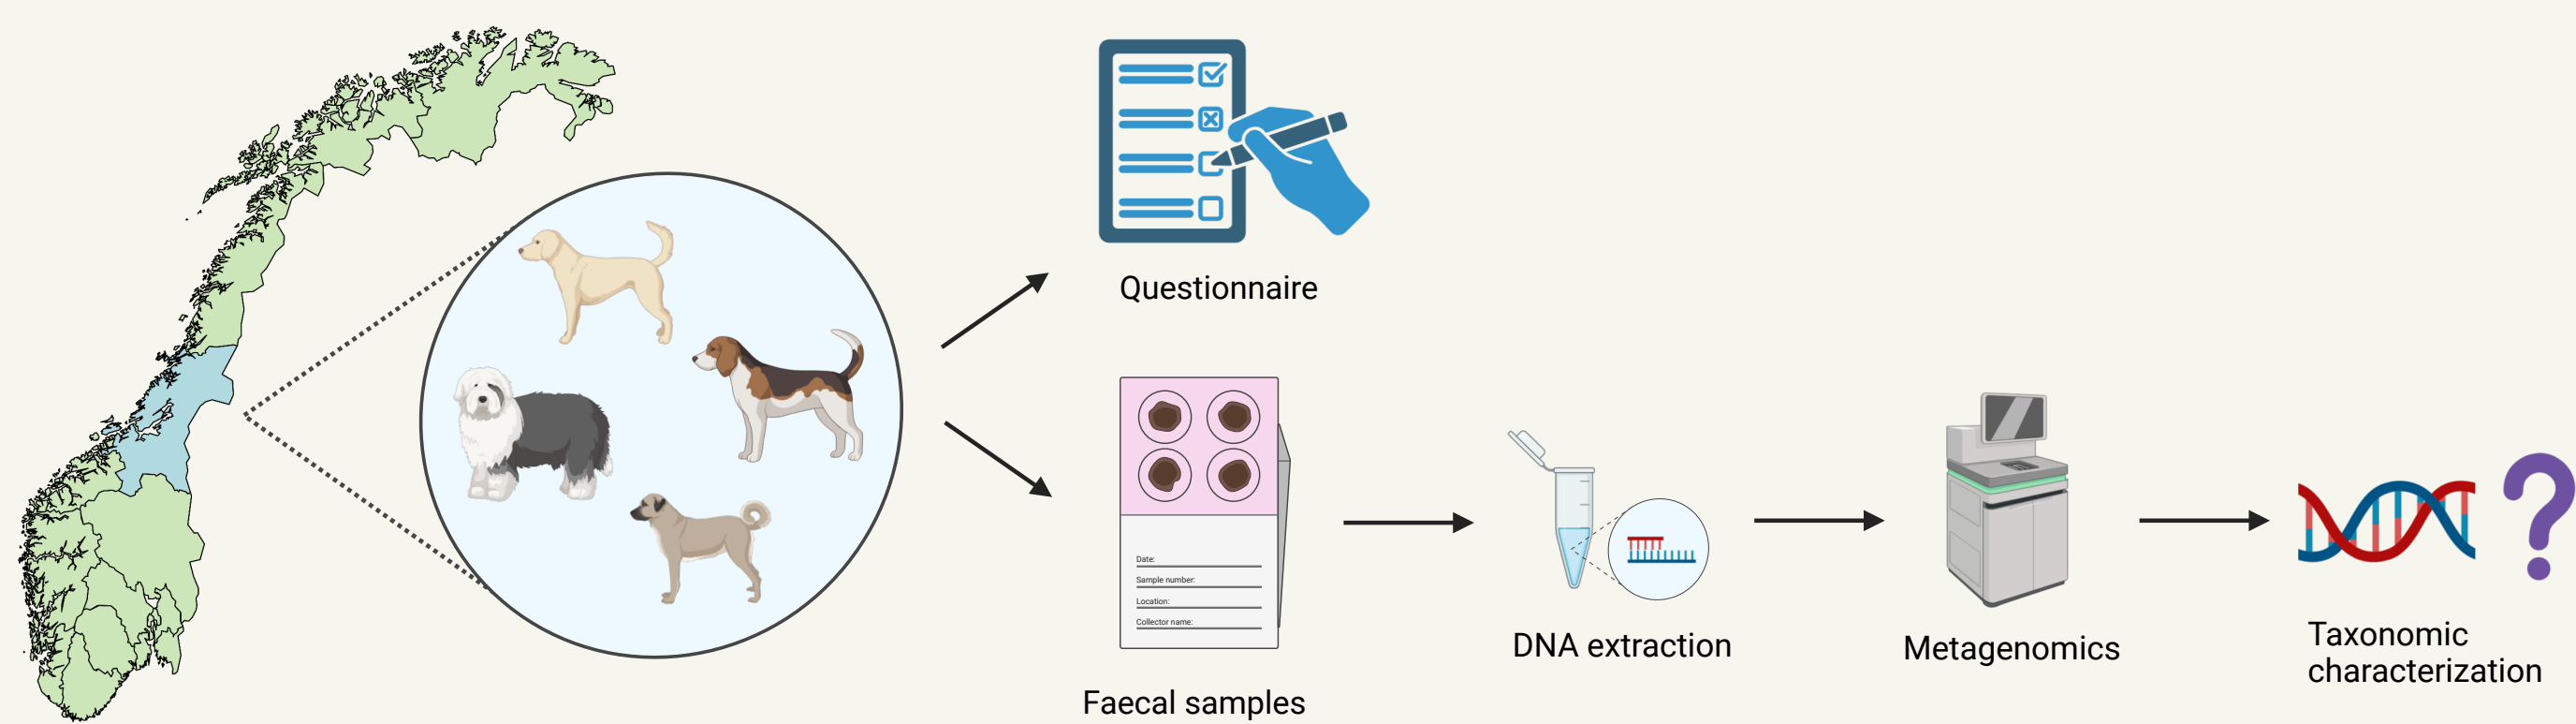 Questionnaire
Date:
Sample number:
Location:
Collector name:
Faecal samples
DNA extraction
Metagenomics
Taxonomic
characterization